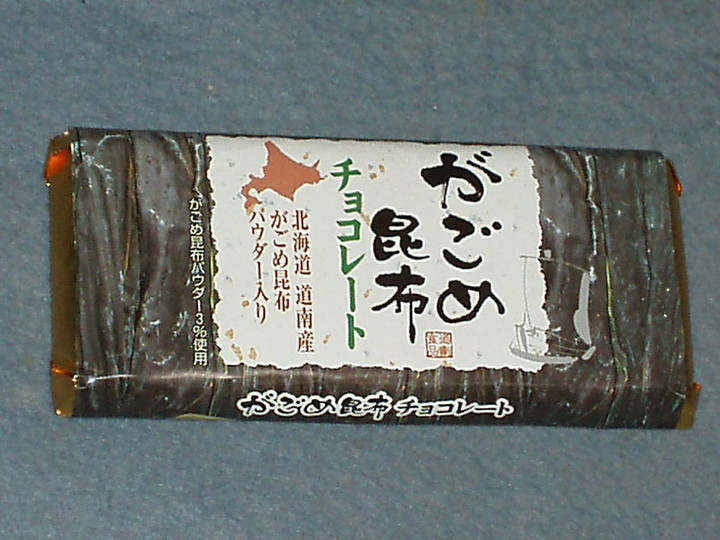 がごめ
昆布
チョコレート
北海道 道南産
がごめ昆布
パウダー入り
がごめ昆布パウダー3%使用
がごめ昆布 チョコレート